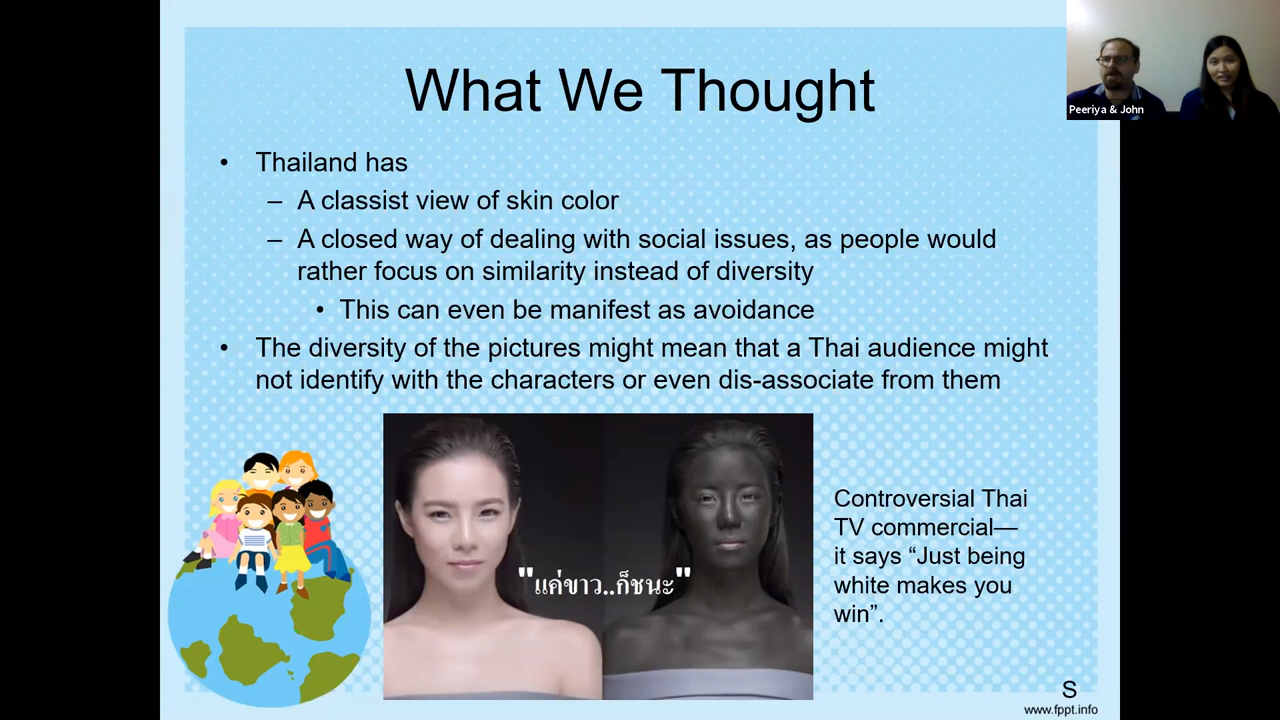 What We Thought
Peeriya & John
• Thailand has
– A classist view of skin color
– A closed way of dealing with social issues, as people would
rather focus on similarity instead of diversity
• This can even be manifest as avoidance
• The diversity of the pictures might mean that a Thai audience might
not identify with the characters or even dis-associate from them
"แค่ขาว..ก็ชนะ"
Controversial Thai
TV commercial—
it says “Just being
white makes you
win”.
S
www.fppt.info